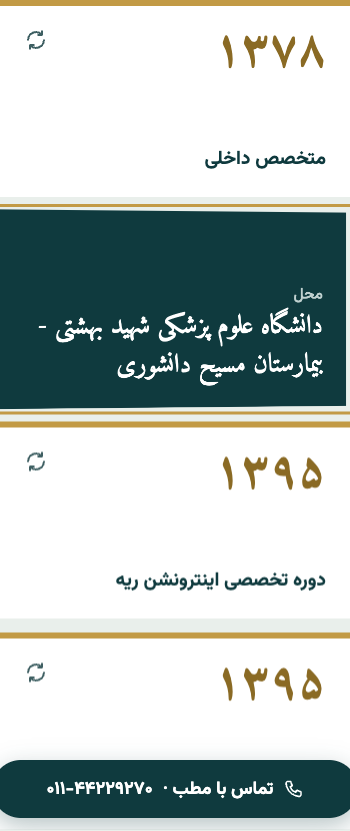 ۱۳۷۸
متخصص داخلی
محل
دانشگاه علوم پزشکی شهید بهشتی -
بیمارستان مسیح دانشوری
۱۳۹۵
دوره تخصصی اینترونشن ریه
۱۳۹۵
تماس با مطب · ۰۱۱-۴۴۲۲۹۲۷۰